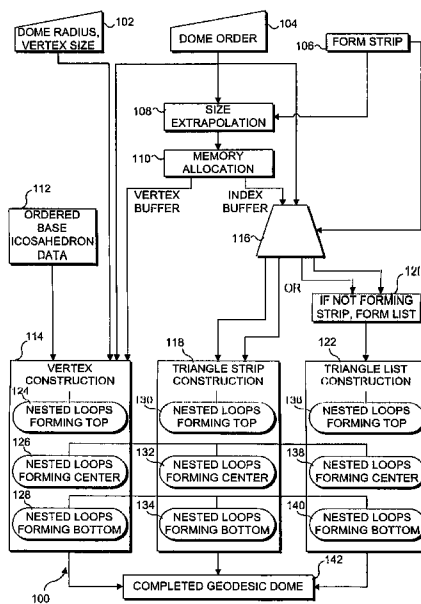 102
DOME RADIUS,
VERTEX SIZE
104
DOME ORDER
106
FORM STRIP
108
SIZE
EXTRAPOLATION
110
MEMORY
ALLOCATION
VERTEX
BUFFER
INDEX
BUFFER
112
ORDERED
BASE
ICOSAHEDRON
DATA
116
OR
120
IF NOT FORMING
STRIP, FORM LIST
114
VERTEX
CONSTRUCTION
124
NESTED LOOPS
FORMING TOP
126
NESTED LOOPS
FORMING CENTER
128
NESTED LOOPS
FORMING BOTTOM
118
TRIANGLE STRIP
CONSTRUCTION
130
NESTED LOOPS
FORMING TOP
132
NESTED LOOPS
FORMING CENTER
134
NESTED LOOPS
FORMING BOTTOM
122
TRIANGLE LIST
CONSTRUCTION
136
NESTED LOOPS
FORMING TOP
138
NESTED LOOPS
FORMING CENTER
140
NESTED LOOPS
FORMING BOTTOM
100
142
COMPLETED GEODESIC DOME